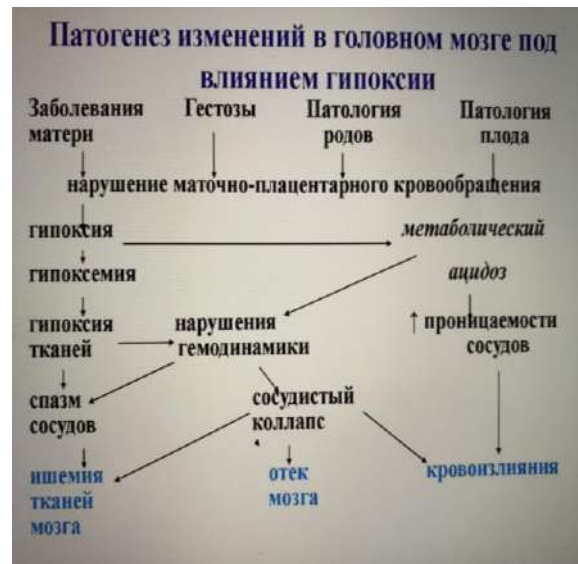 Патогенез изменений в головном мозге под
влиянием гипоксии
Заболевания матери
Гестозы
Патология родов
Патология плода
нарушение маточно-плацентарного кровообращения
гипоксия
метаболический
гипоксемия
ацидоз
гипоксия тканей
нарушения гемодинамики
↑ проницаемости сосудов
спазм сосудов
сосудистый коллапс
ишемия тканей мозга
отек мозга
кровоизлияния